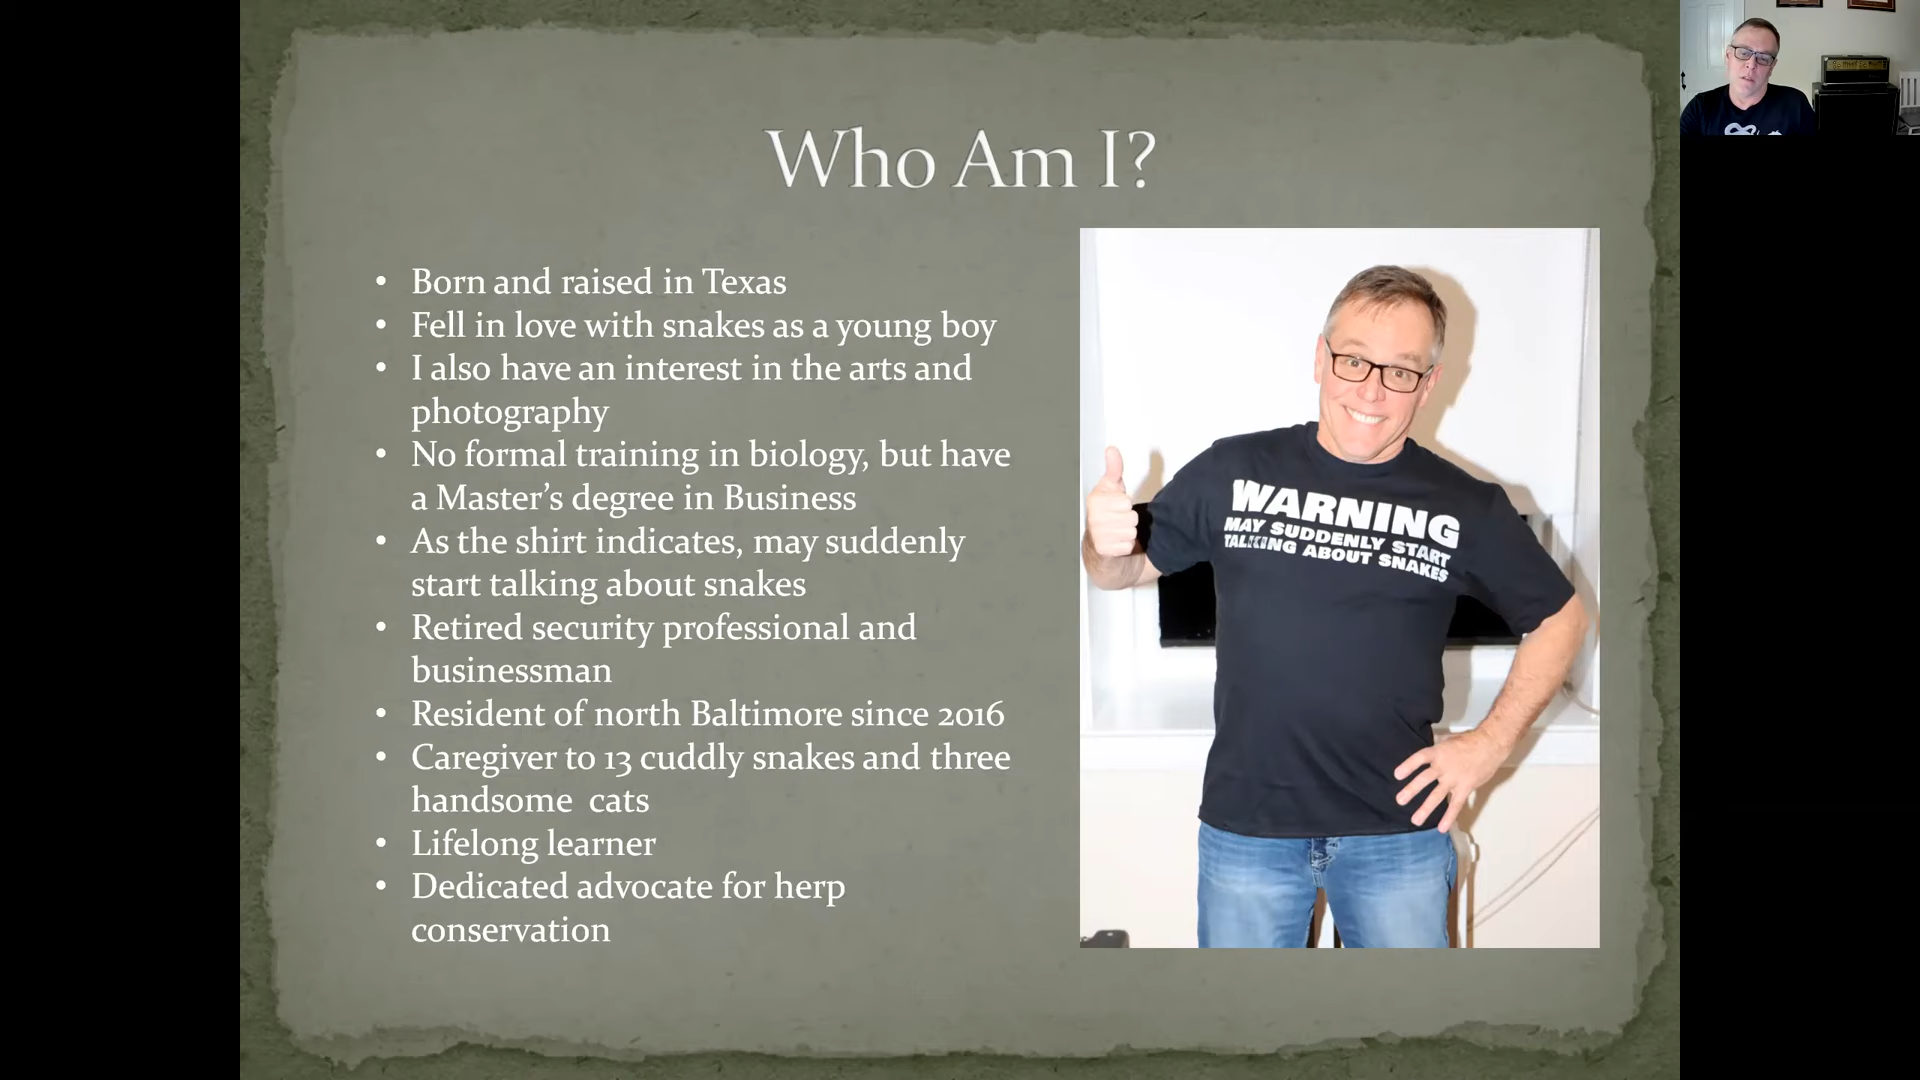 Who Am I?
• Born and raised in Texas
• Fell in love with snakes as a young boy
• I also have an interest in the arts and
photography
• No formal training in biology, but have
a Master’s degree in Business
• As the shirt indicates, may suddenly
start talking about snakes
• Retired security professional and
businessman
• Resident of north Baltimore since 2016
• Caregiver to 13 cuddly snakes and three
handsome  cats
• Lifelong learner
• Dedicated advocate for herp
conservation
WARNING
MAY SUDDENLY START
TALKING ABOUT SNAKES